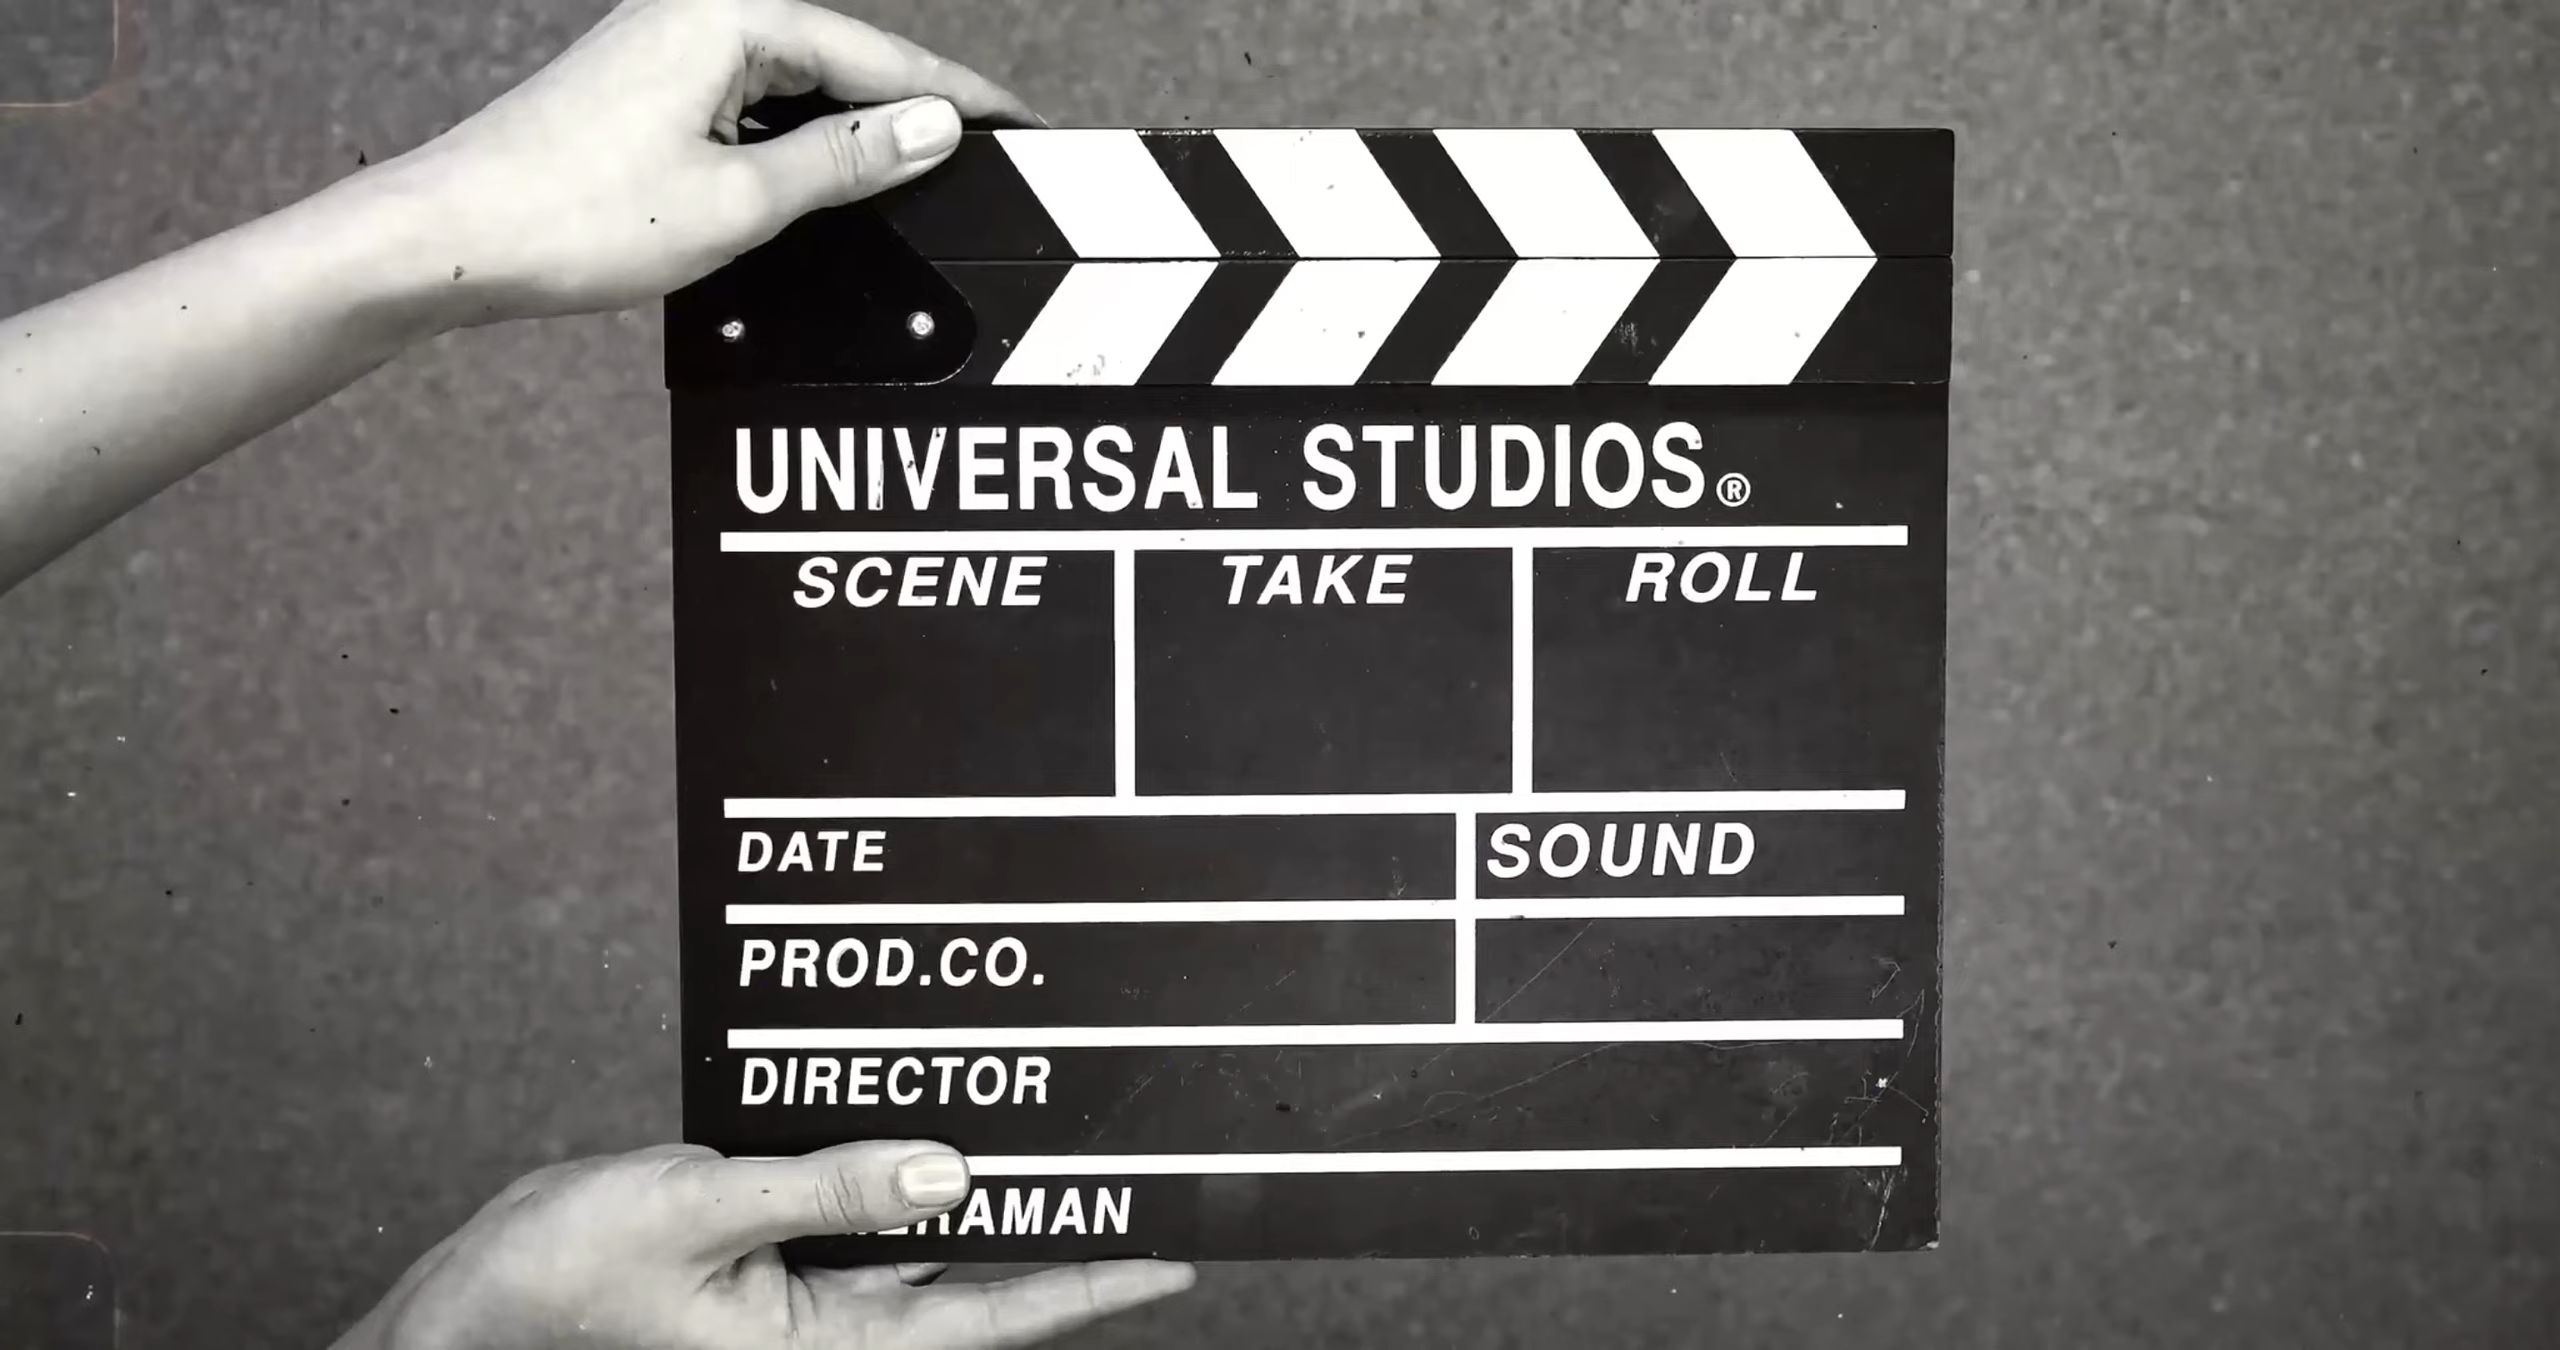 UNIVERSAL STUDIOS®
SCENE TAKE ROLL
DATE SOUND
PROD.CO.
DIRECTOR